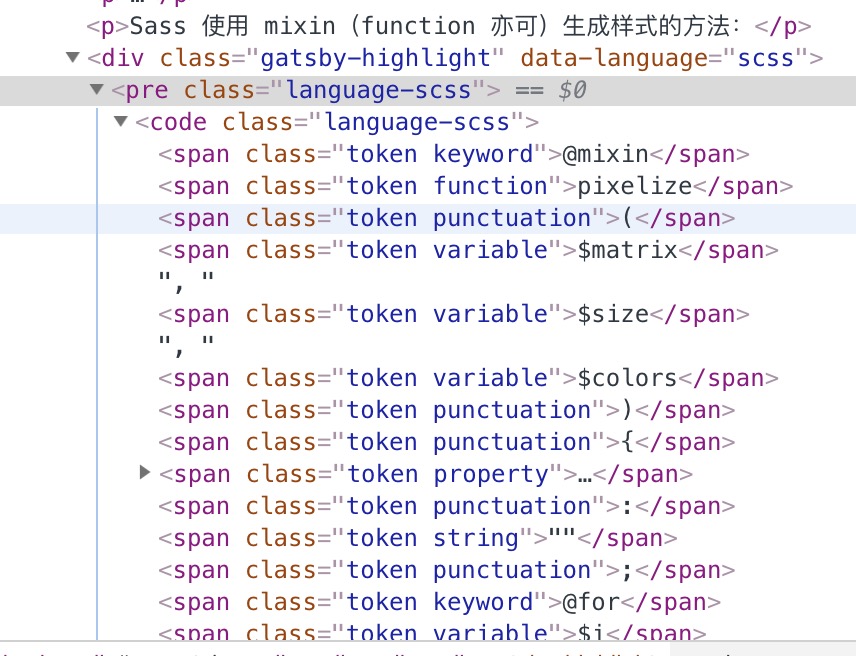 <p>Sass 使用 mixin（function 亦可）生成样式的方法：</p>
<div class="gatsby-highlight" data-language="scss">
<pre class="language-scss"> == $0
<code class="language-scss">
<span class="token keyword">@mixin</span>
<span class="token function">pixelize</span>
<span class="token punctuation">(</span>
<span class="token variable">$matrix</span>
", "
<span class="token variable">$size</span>
", "
<span class="token variable">$colors</span>
<span class="token punctuation">)</span>
<span class="token punctuation">{</span>
<span class="token property">…</span>
<span class="token punctuation">:</span>
<span class="token string">""</span>
<span class="token punctuation">;</span>
<span class="token keyword">@for</span>
<span class="token variable">$i</span>